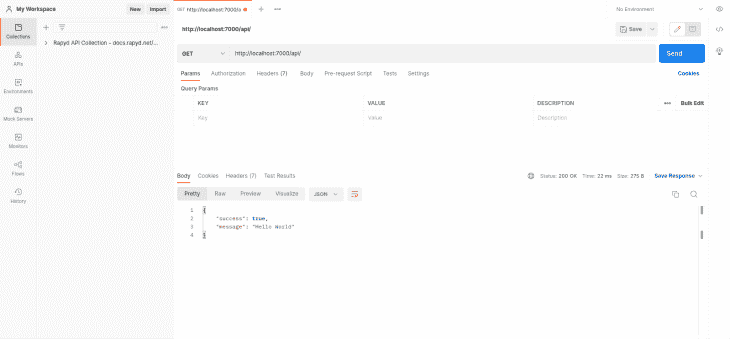 My Workspace
New
Import
GET http://localhost:7000/a
No Environment
Collections
Rapyd API Collection - docs.rapyd.net/...
APIs
Environments
Mock Servers
Monitors
Flows
History
http://localhost:7000/api/
Save
GET
http://localhost:7000/api/
Send
Params
Authorization
Headers (7)
Body
Pre-request Script
Tests
Settings
Cookies
Query Params
KEY
VALUE
DESCRIPTION
Bulk Edit
Key
Value
Description
Body
Cookies
Headers (7)
Test Results
Status: 200 OK
Time: 22 ms
Size: 275 B
Save Response
Pretty
Raw
Preview
Visualize
JSON
1 {
2 "success": true,
3 "message": "Hello World"
4 }